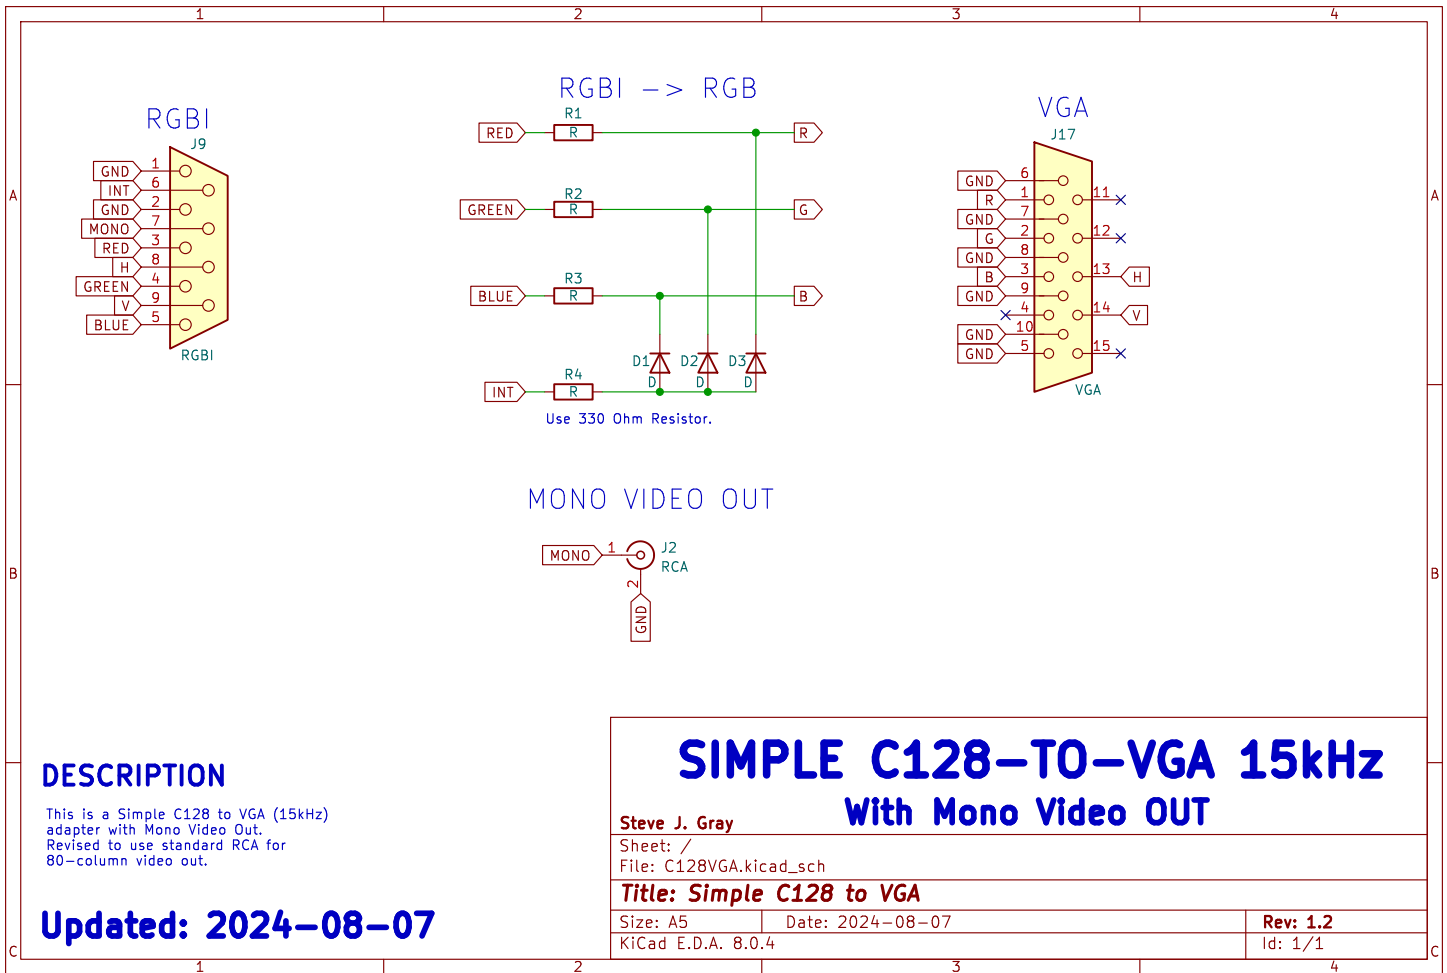 1 2 3 4
A A
B B
C C
1 2 3 4
RGBI
J9
GND 1
INT 6
GND 2
MONO 7
RED 3
H 8
GREEN 4
V 9
BLUE 5
RGBI
RGBI -> RGB
R1
RED R R
R2
GREEN R G
R3
BLUE R B
D1 D2 D3
D D D
R4
INT R
Use 330 Ohm Resistor.
VGA
J17
GND 6
R 1 11
GND 7
G 2 12
GND 8
B 3 13 H
GND 9
4 14 V
GND 10
GND 5 15
VGA
MONO VIDEO OUT
MONO 1 J2
RCA
2
GND
DESCRIPTION
This is a Simple C128 to VGA (15kHz)
adapter with Mono Video Out.
Revised to use standard RCA for
80-column video out.
Updated: 2024-08-07
SIMPLE C128-TO-VGA 15kHz
With Mono Video OUT
Steve J. Gray
Sheet: /
File: C128VGA.kicad_sch
Title: Simple C128 to VGA
Size: A5 Date: 2024-08-07 Rev: 1.2
KiCad E.D.A. 8.0.4 Id: 1/1